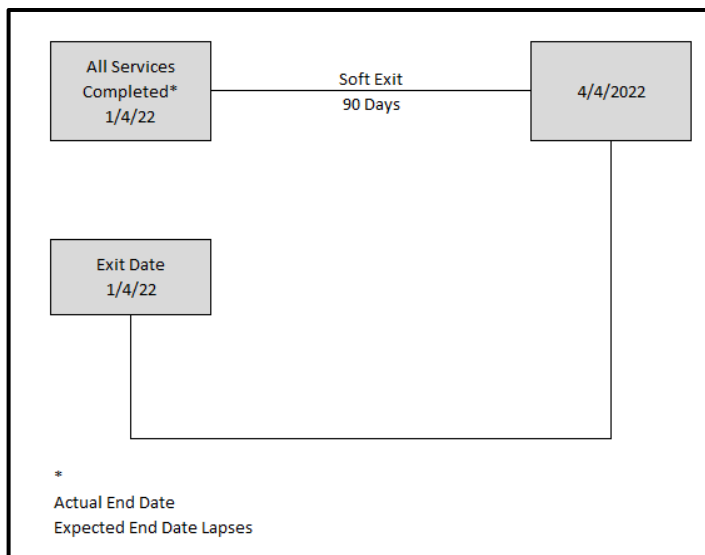 All Services
Completed*
1/4/22
Soft Exit
90 Days
4/4/2022
Exit Date
1/4/22
*
Actual End Date
Expected End Date Lapses